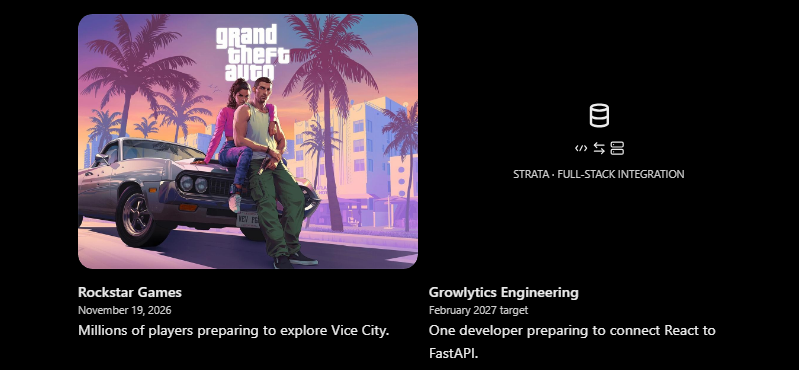 grand
theft
auto
Rockstar Games
November 19, 2026
Millions of players preparing to explore Vice City.
STRATA · FULL-STACK INTEGRATION
Growlytics Engineering
February 2027 target
One developer preparing to connect React to
FastAPI.